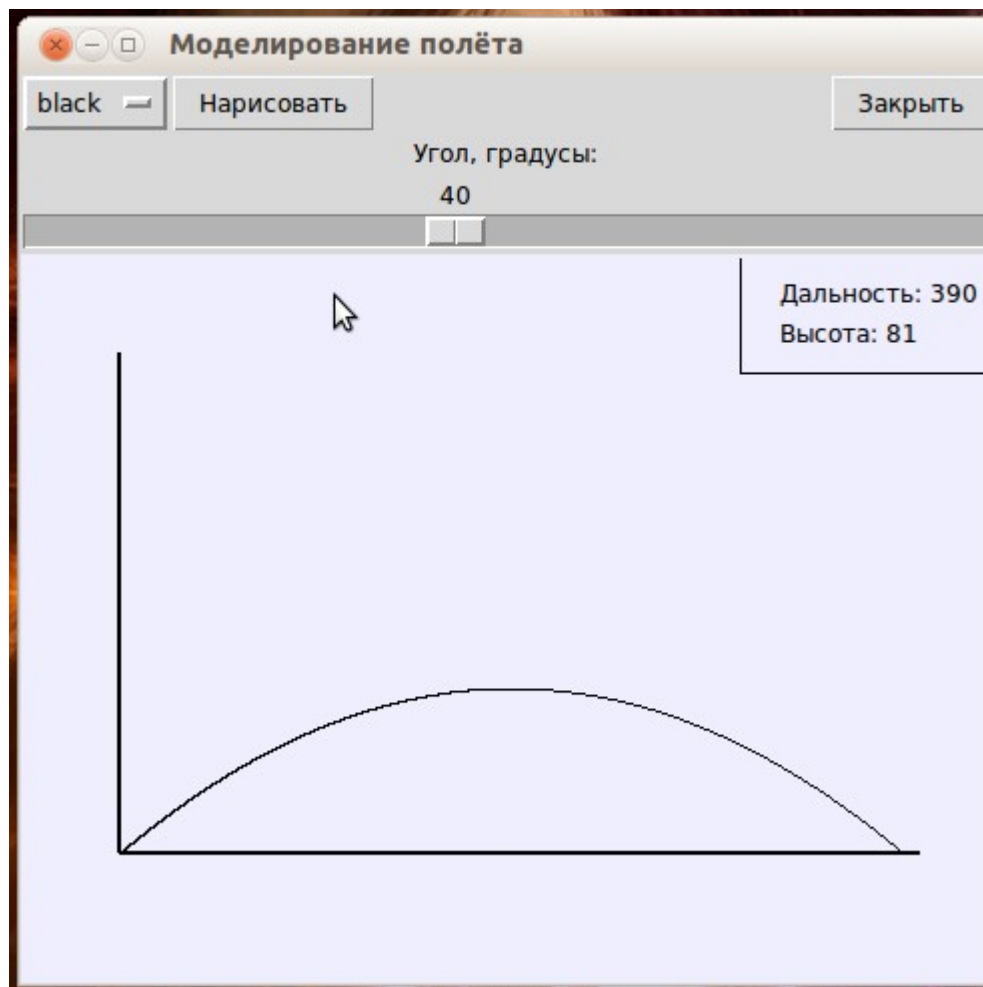 Моделирование полёта
black Нарисовать Закрыть
Угол, градусы:
40
Дальность: 390
Высота: 81